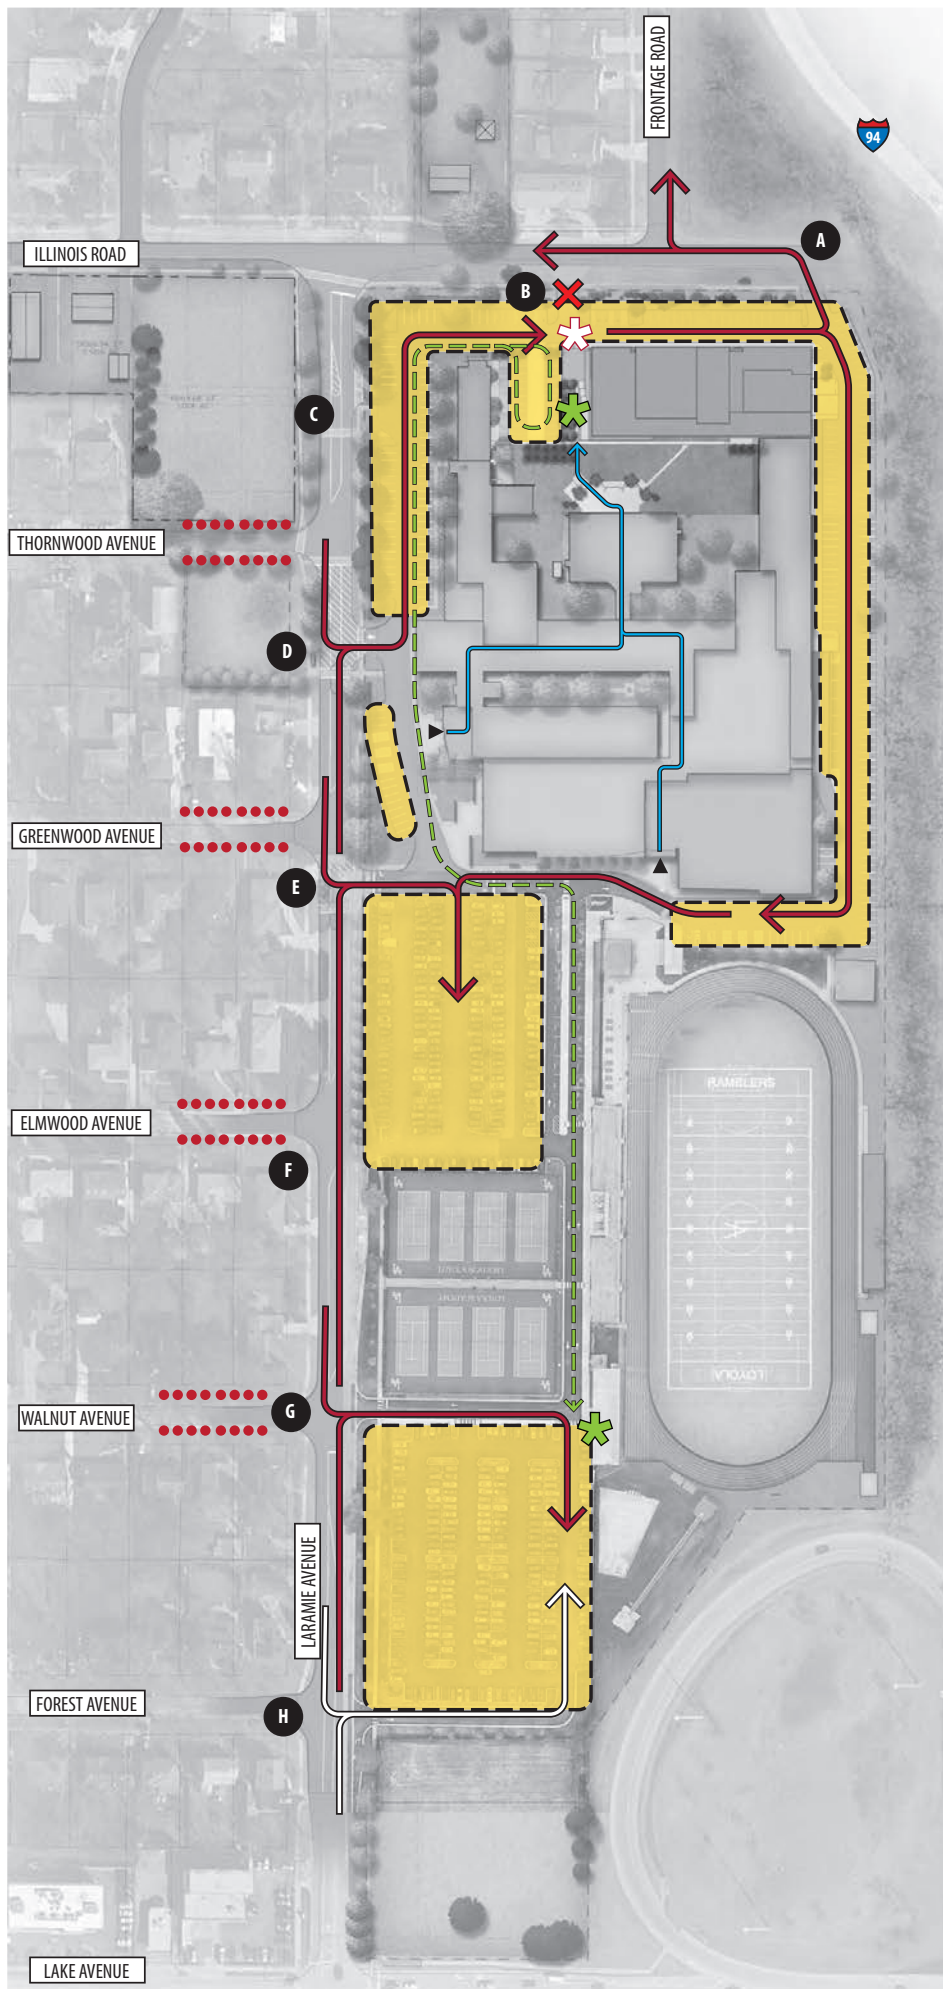 FRONTAGE ROAD
94
A
ILLINOIS ROAD
B
C
THORNWOOD AVENUE
D
GREENWOOD AVENUE
E
RAMBLERS
ELMWOOD AVENUE
F
LA
LOYOLA
G
WALNUT AVENUE
LARAMIE AVENUE
FOREST AVENUE
H
LAKE AVENUE